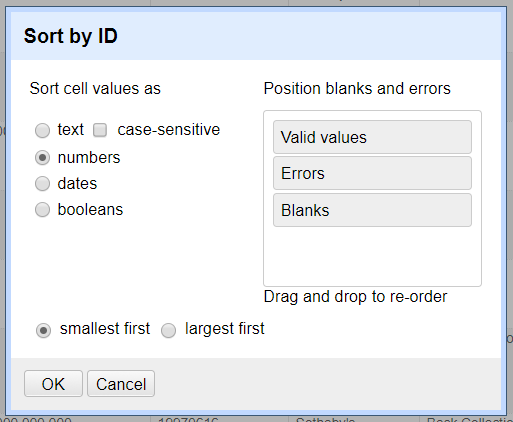 Sort by ID
Sort cell values as
Position blanks and errors
text
case-sensitive
numbers
dates
booleans
Valid values
Errors
Blanks
Drag and drop to re-order
smallest first
largest first
OK
Cancel